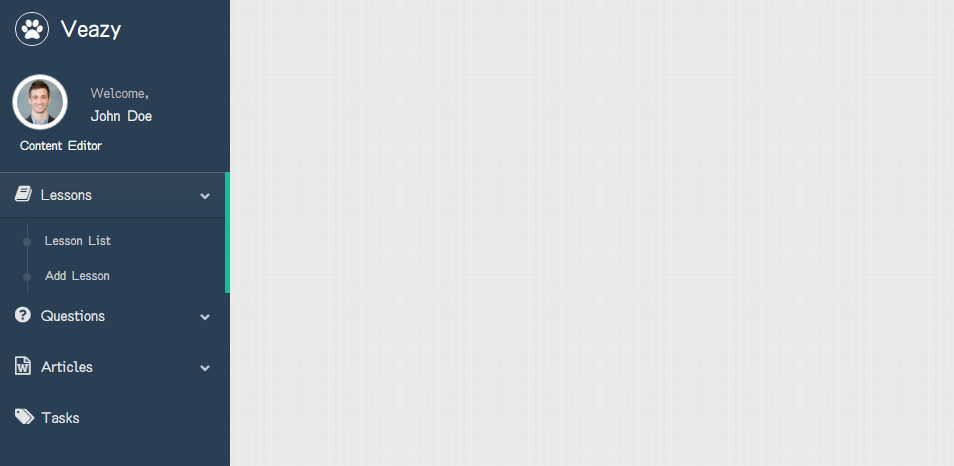 Veazy
Welcome,
John Doe
Content Editor
Lessons
Lesson List
Add Lesson
Questions
Articles
Tasks